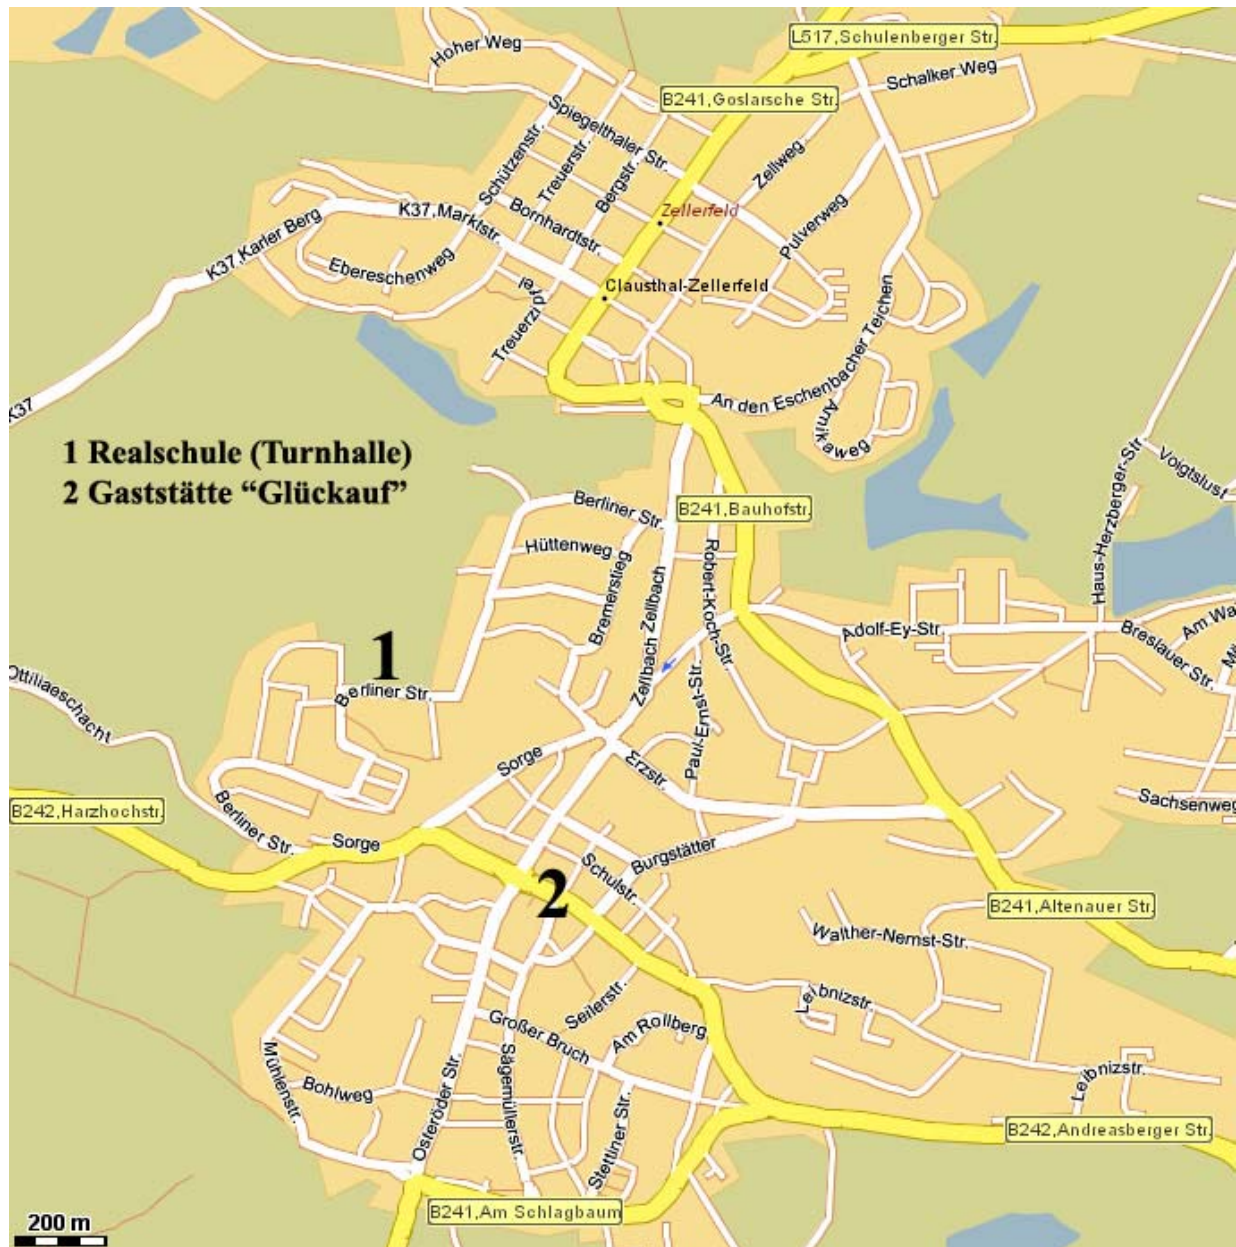 L517,Schulenberger Str.
Hoher Weg
Schalker Weg
B241,Goslarsche Str.
Spiegelthaler Str.
Schützenstr.
Treuerstr.
Bergstr.
Zellweg
Zellerfeld
Pulverweg
K37,Marktstr.
Bornhardtstr.
K37,Karler Berg
Ebereschenweg
Clausthal-Zellerfeld
Treuerzipfel
An den Eschenbacher Teichen
K37
Arnikaweg
1 Realschule (Turnhalle)
2 Gaststätte “Glückauf”
Haus-Herzberger-Str.
Voigtslust
Berliner Str.
B241,Bauhofstr.
Hüttenweg
Bremerstieg
Robert-Koch-Str.
Zellbach Zellbach
Adolf-Ey-Str.
Breslauer Str.
Am Wa
1
Berliner Str.
Paul-Ernst-Str.
Ottiliaeschacht
Sorge
Erzstr.
Sachsenweg
B242,Harzhochstr.
Berliner Str.
Sorge
Burgstätter
Schulstr.
2
B241,Altenauer Str.
Walther-Nernst-Str.
Leibnizstr.
Seilerstr.
Großer Bruch
Am Rollberg
Mühlenstr.
Bohlweg
Osteröder Str.
Sägemüllerstr.
Stettiner Str.
Leibnizstr.
B242,Andreasberger Str.
B241,Am Schlagbaum
200 m